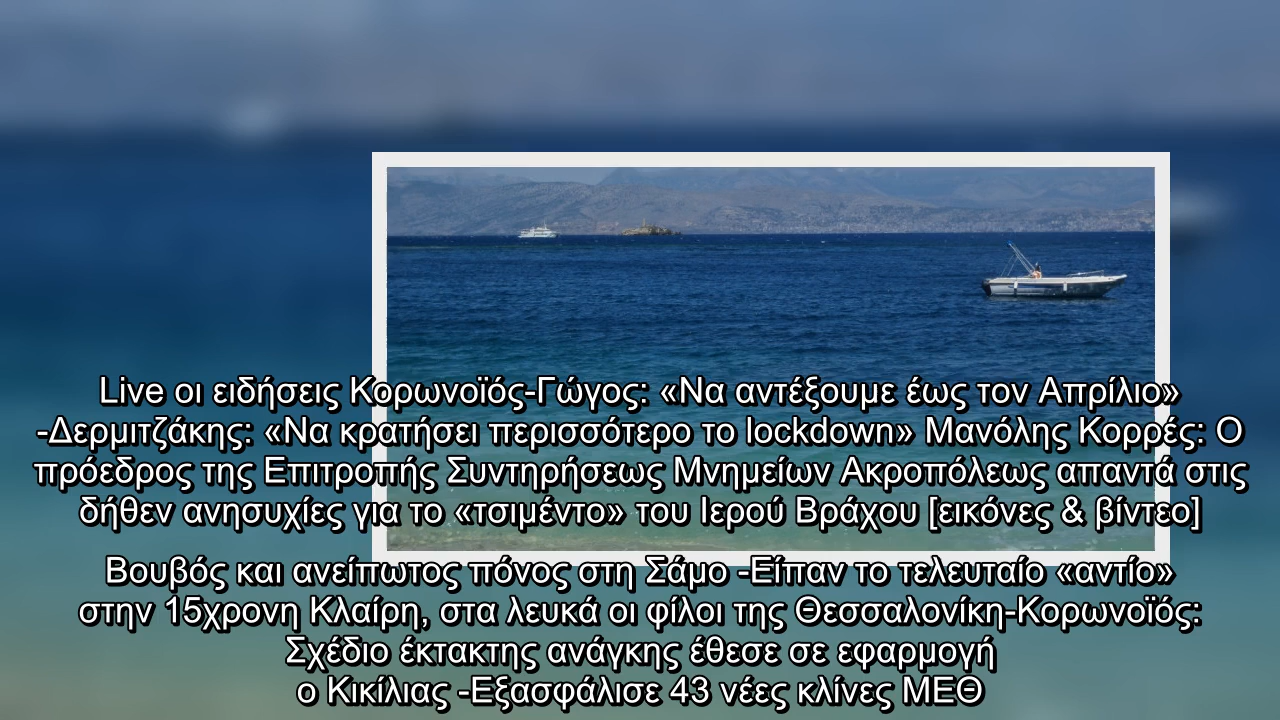 Live οι ειδήσεις Κορωνοϊός-Γώγος: «Να αντέξουμε έως τον Απρίλιο»
-Δερμιτζάκης: «Να κρατήσει περισσότερο το lockdown» Μανόλης Κορρές: Ο
πρόεδρος της Επιτροπής Συντηρήσεως Μνημείων Ακροπόλεως απαντά στις
δήθεν ανησυχίες για το «τσιμέντο» του Ιερού Βράχου [εικόνες & βίντεο]
Βουβός και ανείπωτος πόνος στη Σάμο -Είπαν το τελευταίο «αντίο»
στην 15χρονη Κλαίρη, στα λευκά οι φίλοι της Θεσσαλονίκη-Κορωνοϊός:
Σχέδιο έκτακτης ανάγκης έθεσε σε εφαρμογή
ο Κικίλιας -Εξασφάλισε 43 νέες κλίνες ΜΕΘ